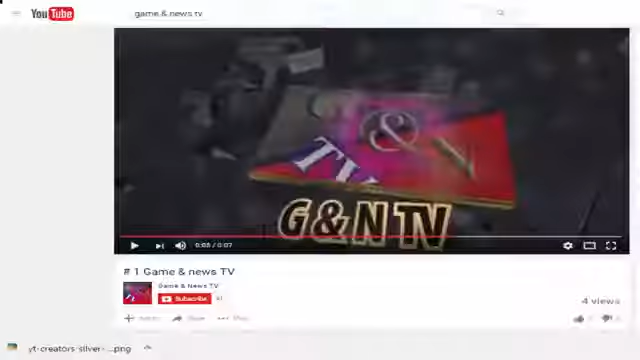 YouTube
game & news tv
G & N
TV
G&N TV
0:03 / 0:07
# 1 Game & news TV
Game & News TV
Subscribe
4 views
Share
yt-creators-silver-...png